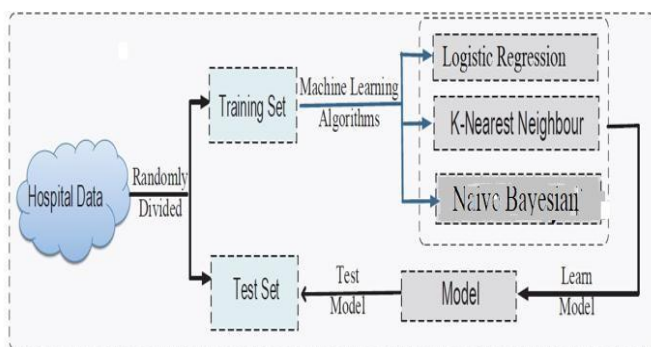 Hospital Data
Randomly
Divided
Training Set
Machine Learning
Algorithms
Logistic Regression
K-Nearest Neighbour
Naive Bayesian
Learn
Model
Model
Test
Model
Test Set